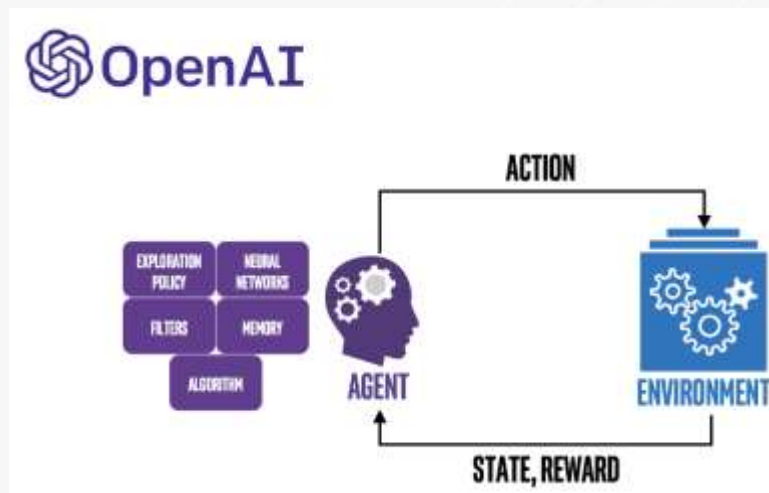 OpenAI
ACTION
EXPLORATION
POLICY
NEURAL
NETWORKS
FILTERS
MEMORY
ALGORITHM
AGENT
ENVIRONMENT
STATE, REWARD